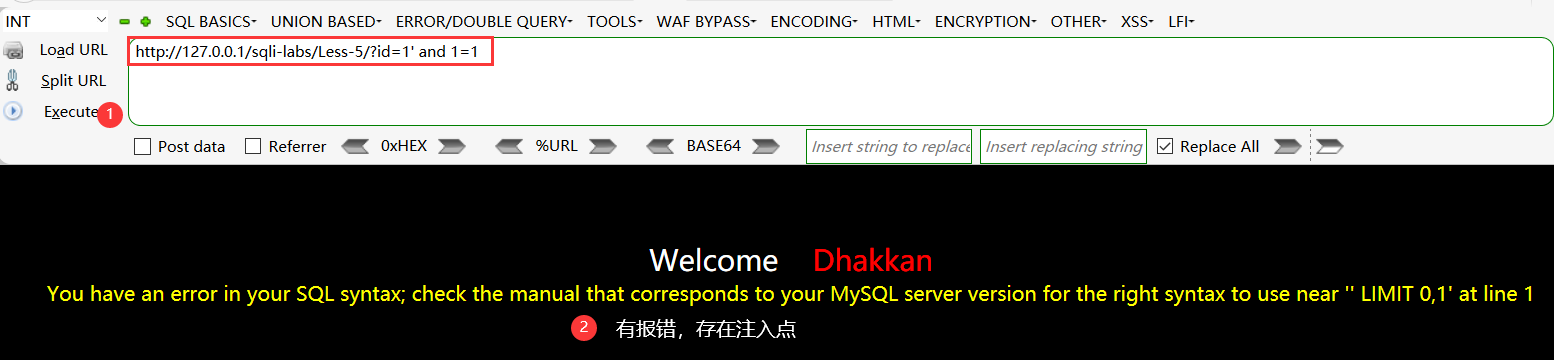 INT SQL BASICS UNION BASED ERROR/DOUBLE QUERY TOOLS WAF BYPASS ENCODING HTML ENCRYPTION OTHER XSS LFI
Load URL http://127.0.0.1/sqli-labs/Less-5/?id=1' and 1=1
Split URL
Execute 1
Post data Referrer 0xHEX %URL BASE64 Insert string to replace Insert replacing string Replace All
Welcome Dhakkan
You have an error in your SQL syntax; check the manual that corresponds to your MySQL server version for the right syntax to use near '' LIMIT 0,1' at line 1
2 有报错，存在注入点